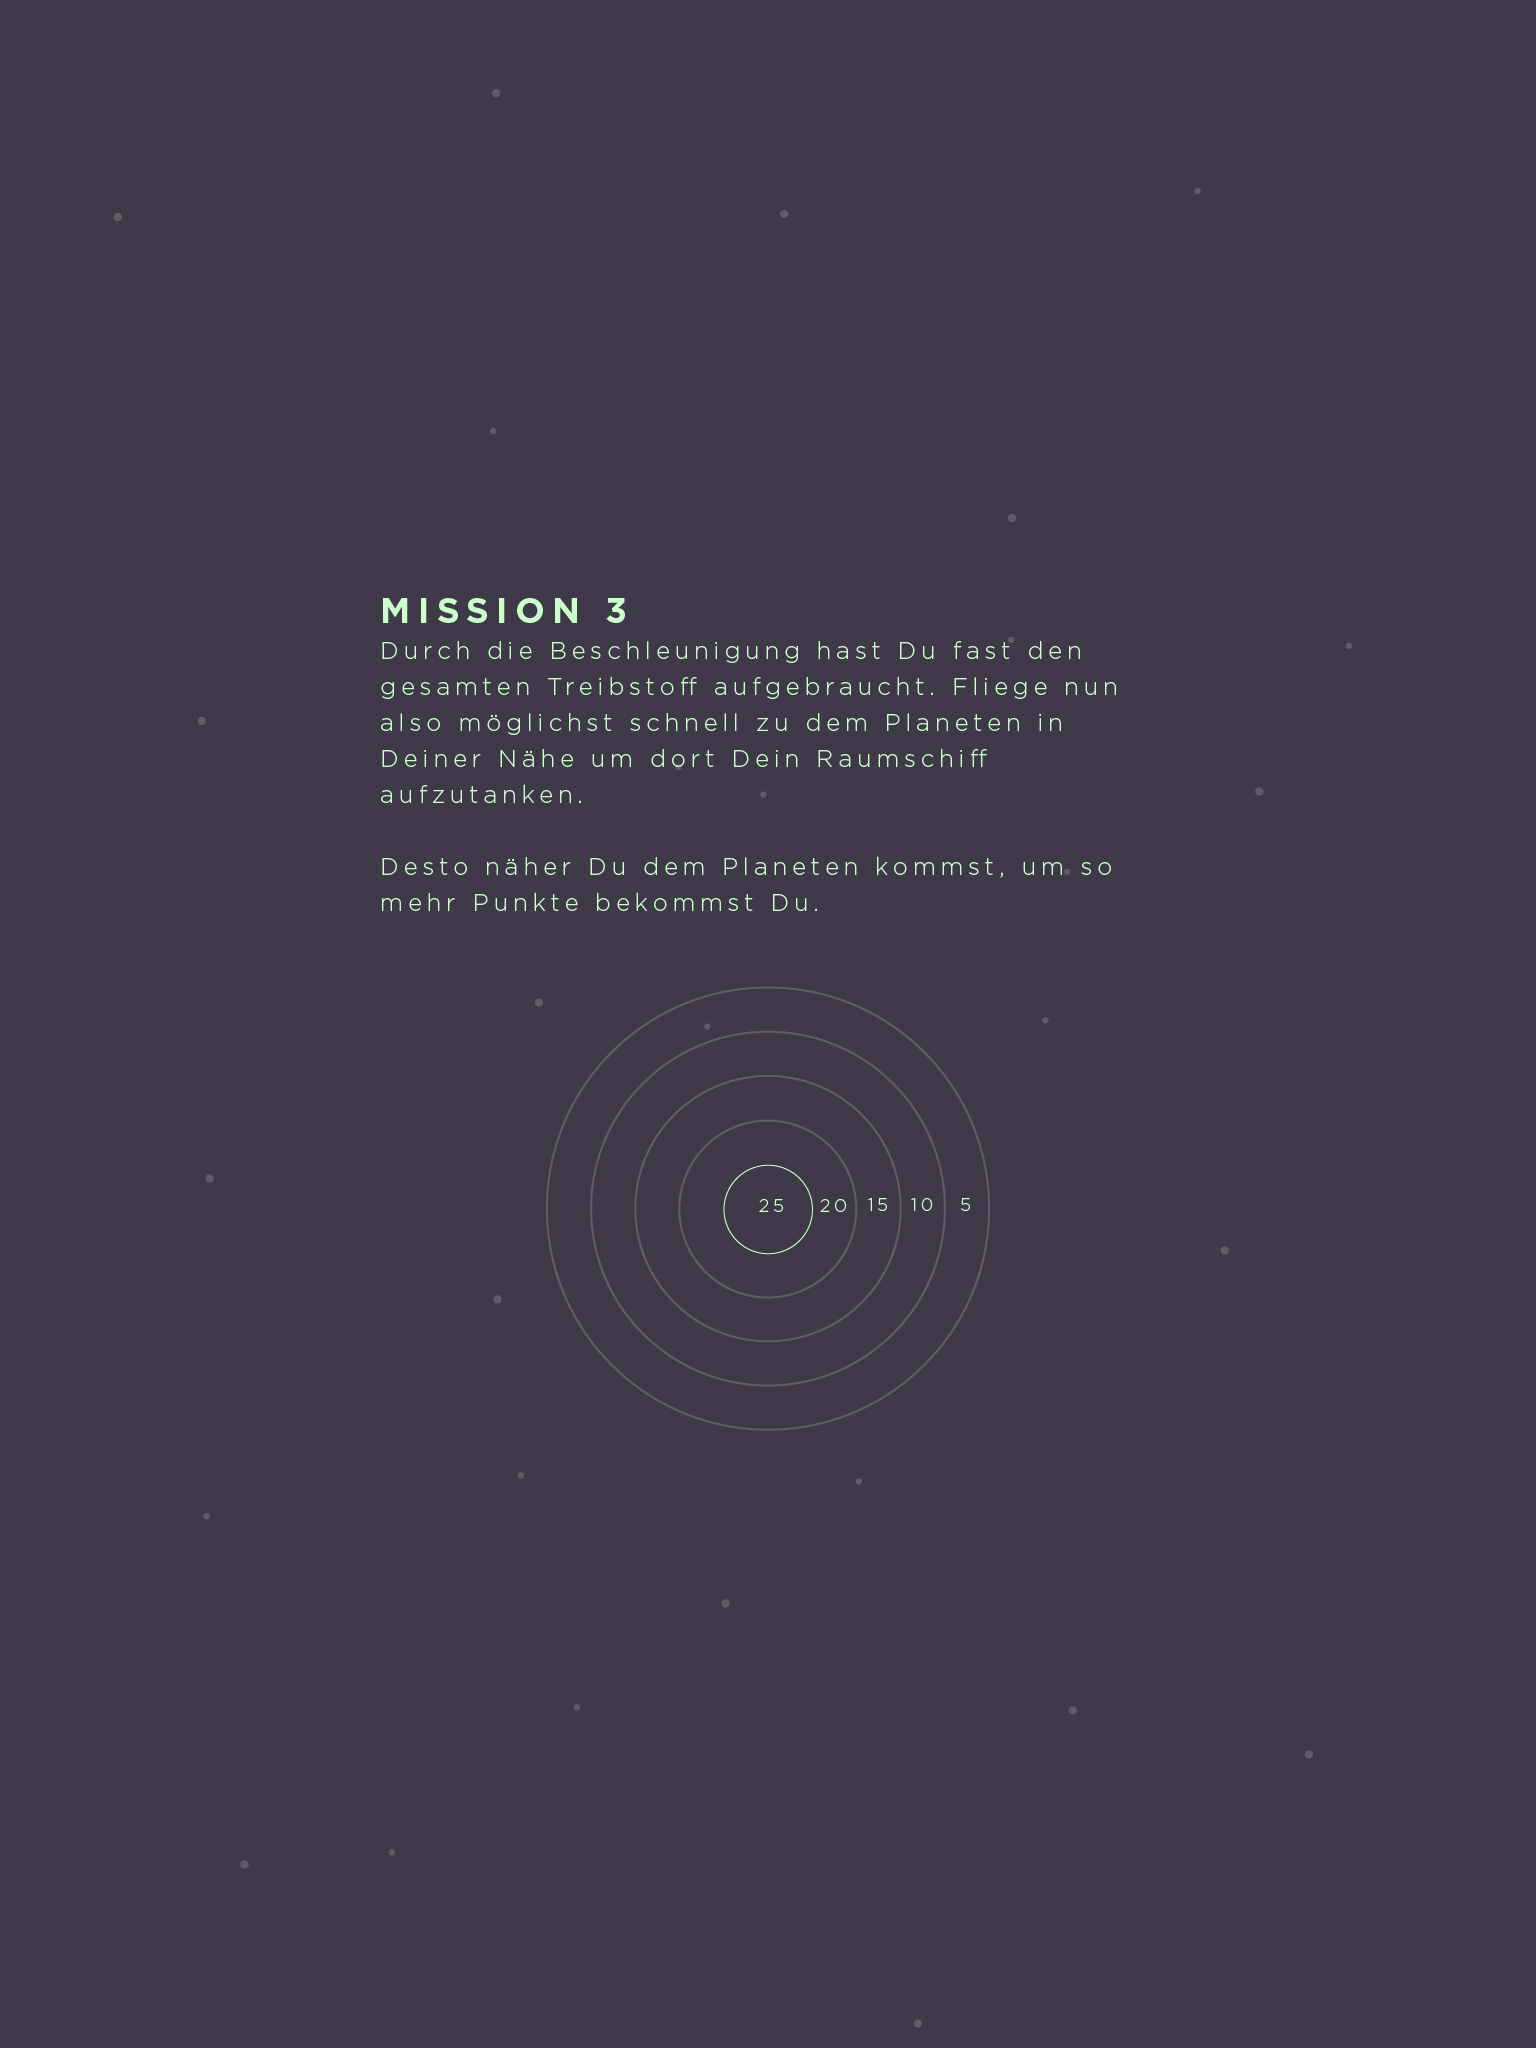 MISSION 3
Durch die Beschleunigung hast Du fast den
gesamten Treibstoff aufgebraucht. Fliege nun
also möglichst schnell zu dem Planeten in
Deiner Nähe um dort Dein Raumschiff
aufzutanken.
Desto näher Du dem Planeten kommst, um so
mehr Punkte bekommst Du.
25 20 15 10 5